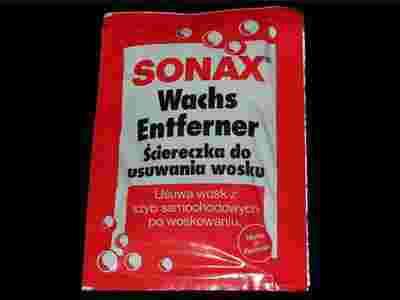 SONAX®
Wachs
Entferner
Ściereczka do
usuwania wosku
Usuwa wosk z
szyb samochodowych
po woskowaniu.